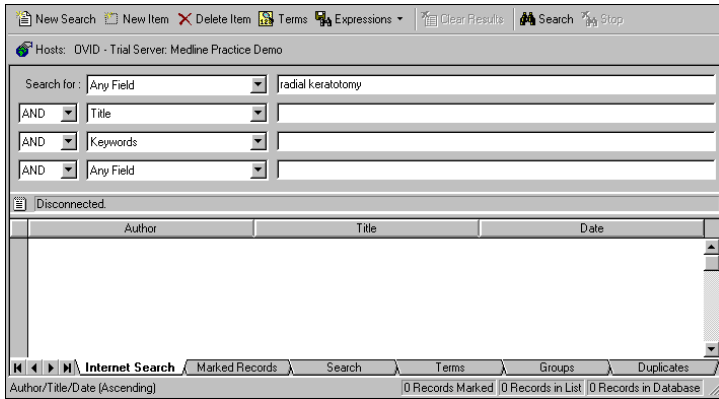 New Search New Item Delete Item Terms Expressions Clear Results Search Stop
Hosts: OVID - Trial Server: Medline Practice Demo
Search for : Any Field radial keratotomy
AND Title
AND Keywords
AND Any Field
Disconnected.
Author Title Date
Internet Search Marked Records Search Terms Groups Duplicates
Author/Title/Date (Ascending) 0 Records Marked 0 Records in List 0 Records in Database